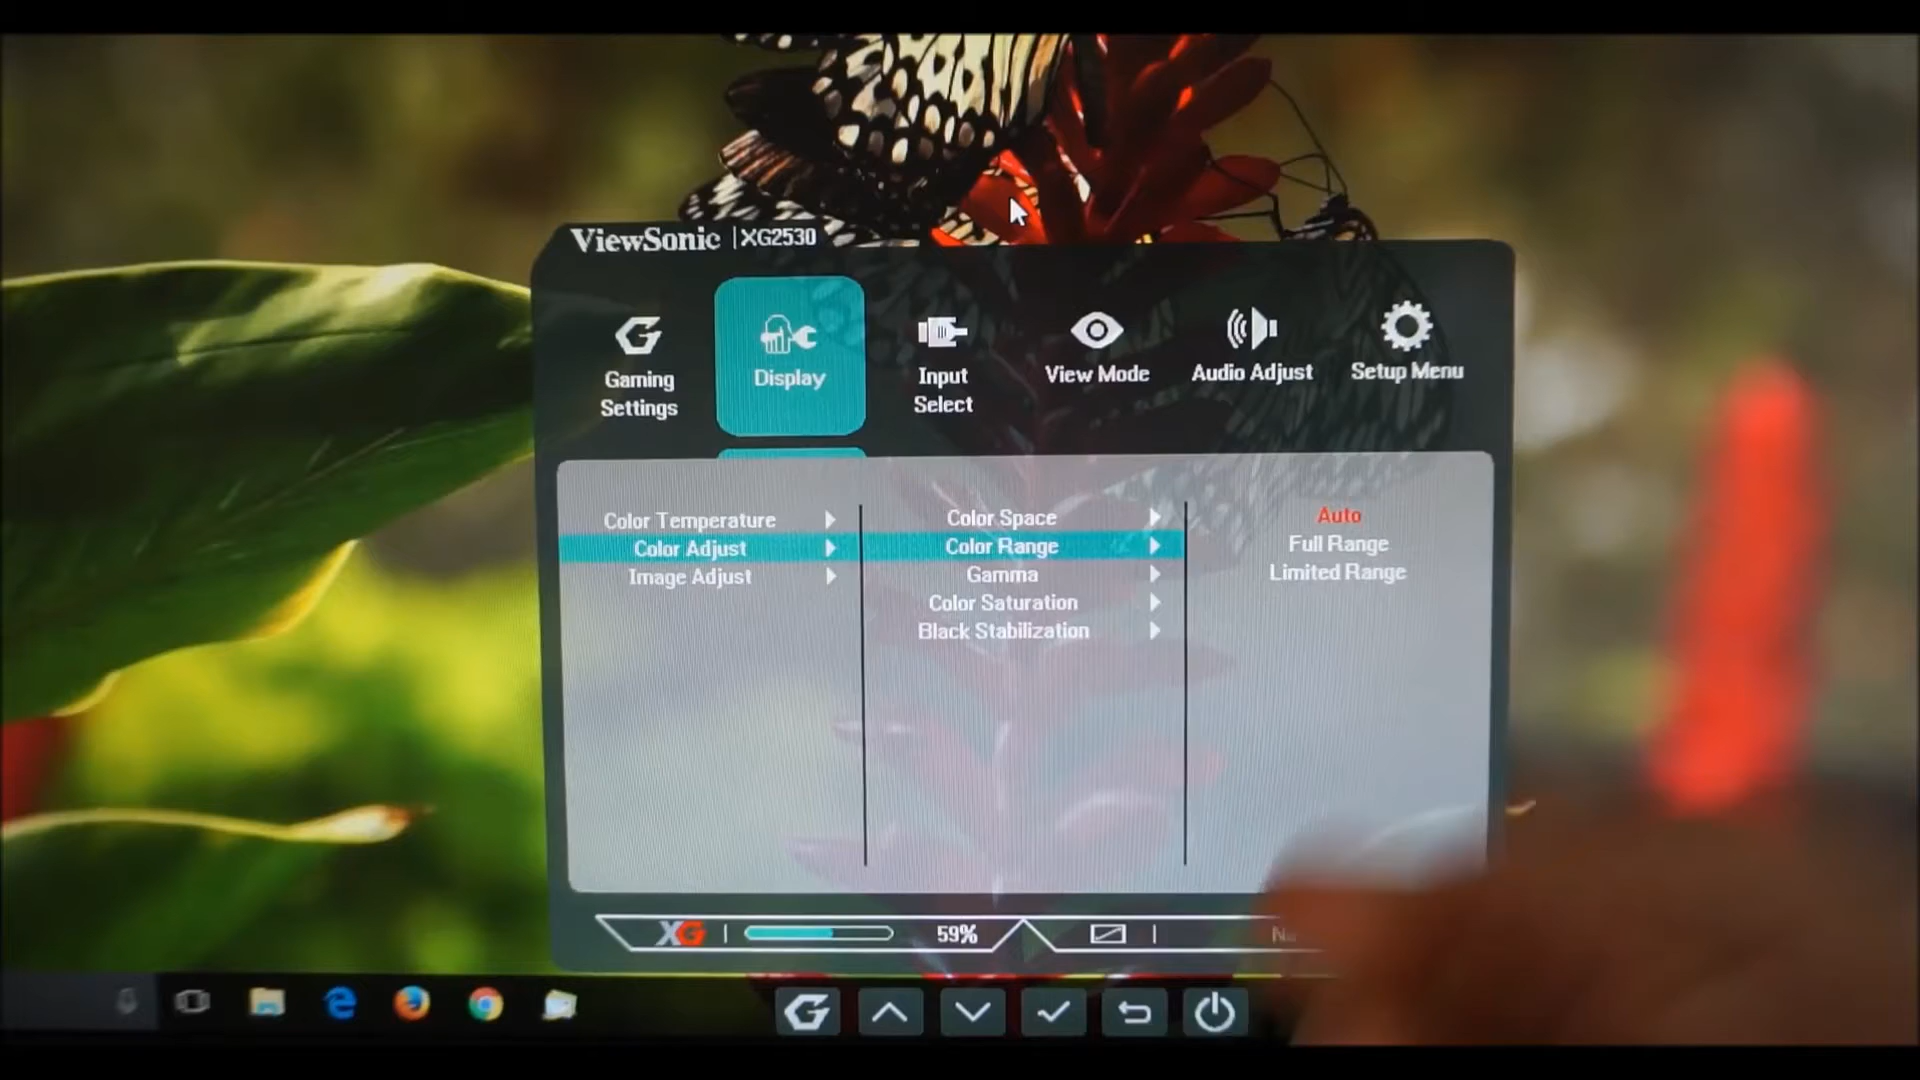 ViewSonic | XG2530
Gaming
Settings
Display
Input
Select
View Mode
Audio Adjust
Setup Menu
Color Temperature
Color Adjust
Image Adjust
Color Space
Color Range
Gamma
Color Saturation
Black Stabilization
Auto
Full Range
Limited Range
XG | 59%